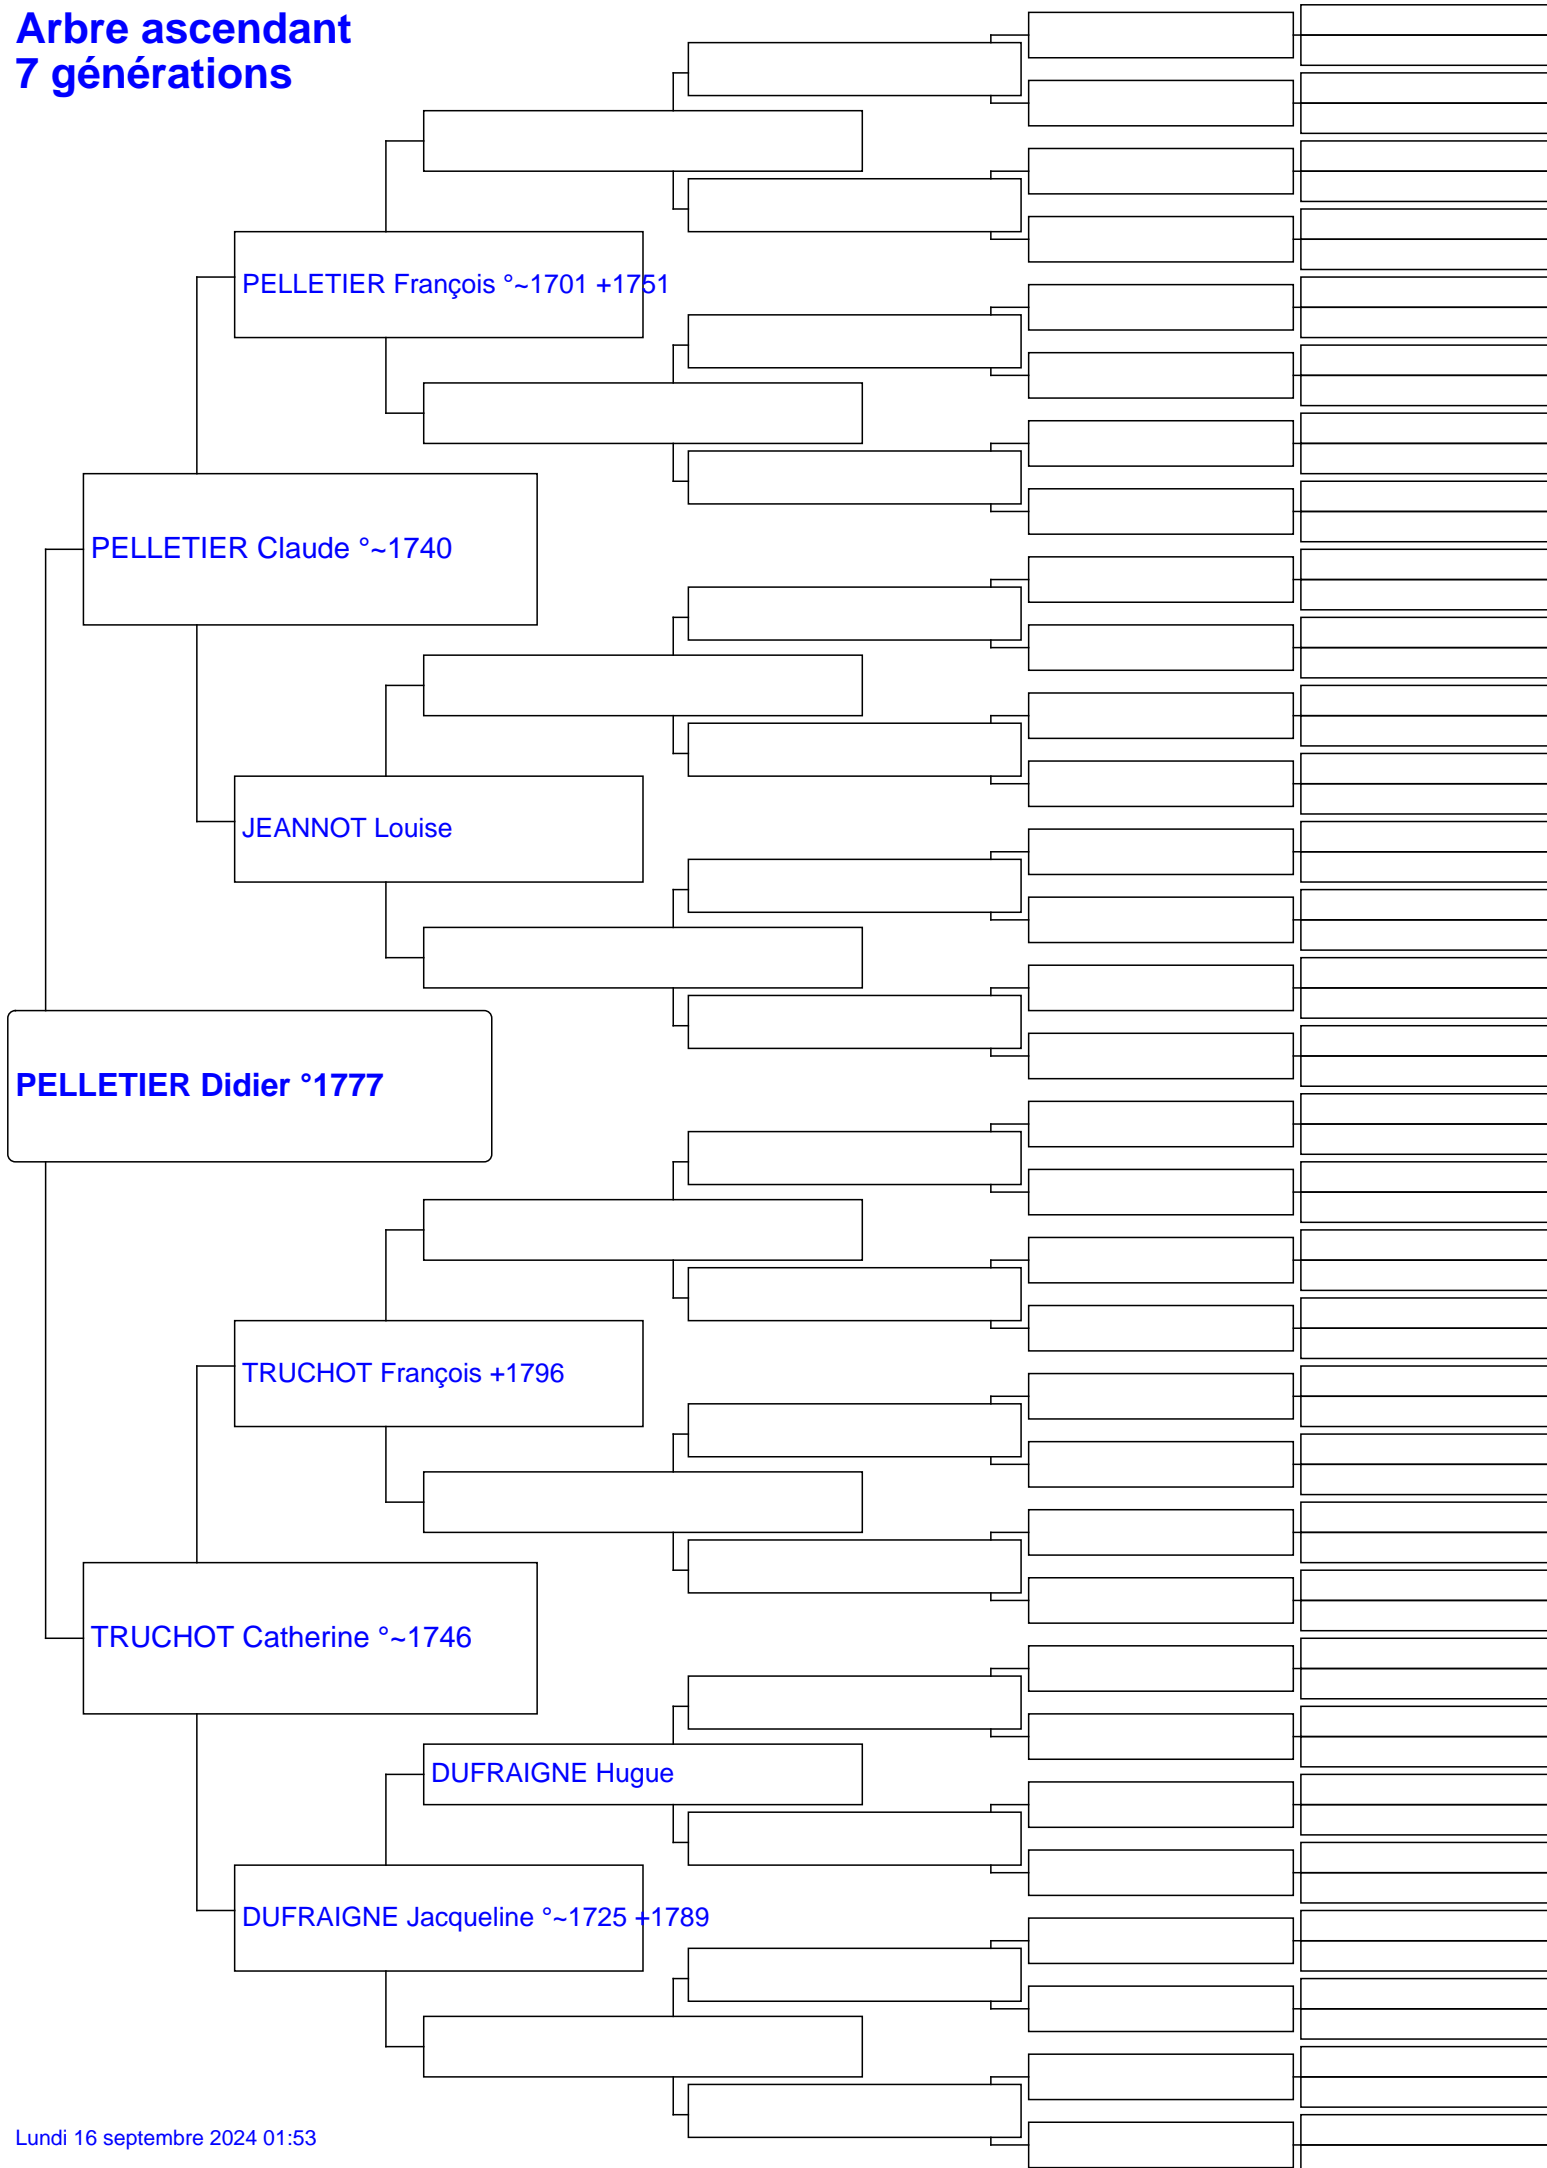 Arbre ascendant
7 générations
PELLETIER François °~1701 +1751
PELLETIER Claude °~1740
JEANNOT Louise
PELLETIER Didier °1777
TRUCHOT François +1796
TRUCHOT Catherine °~1746
DUFRAIGNE Hugue
DUFRAIGNE Jacqueline °~1725 +1789
Lundi 16 septembre 2024 01:53